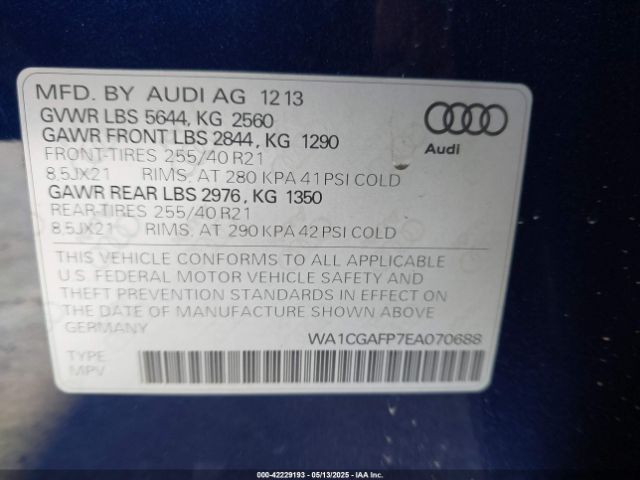 MFD. BY AUDI AG 12 13
GVWR LBS 5644, KG 2560
GAWR FRONT LBS 2844, KG 1290
FRONT-TIRES 255/40 R21
8,5JX21 RIMS, AT 280 KPA 41 PSI COLD
GAWR REAR LBS 2976, KG 1350
REAR-TIRES 255/40 R21
8,5JX21 RIMS, AT 290 KPA 42 PSI COLD
Audi
THIS VEHICLE CONFORMS TO ALL APPLICABLE
U.S. FEDERAL MOTOR VEHICLE SAFETY AND
THEFT PREVENTION STANDARDS IN EFFECT ON
THE DATE OF MANUFACTURE SHOWN ABOVE.
GERMANY WA1CGAFP7EA070688
TYPE
MPV
000-42229193 - 05/13/2025 - IAA Inc.